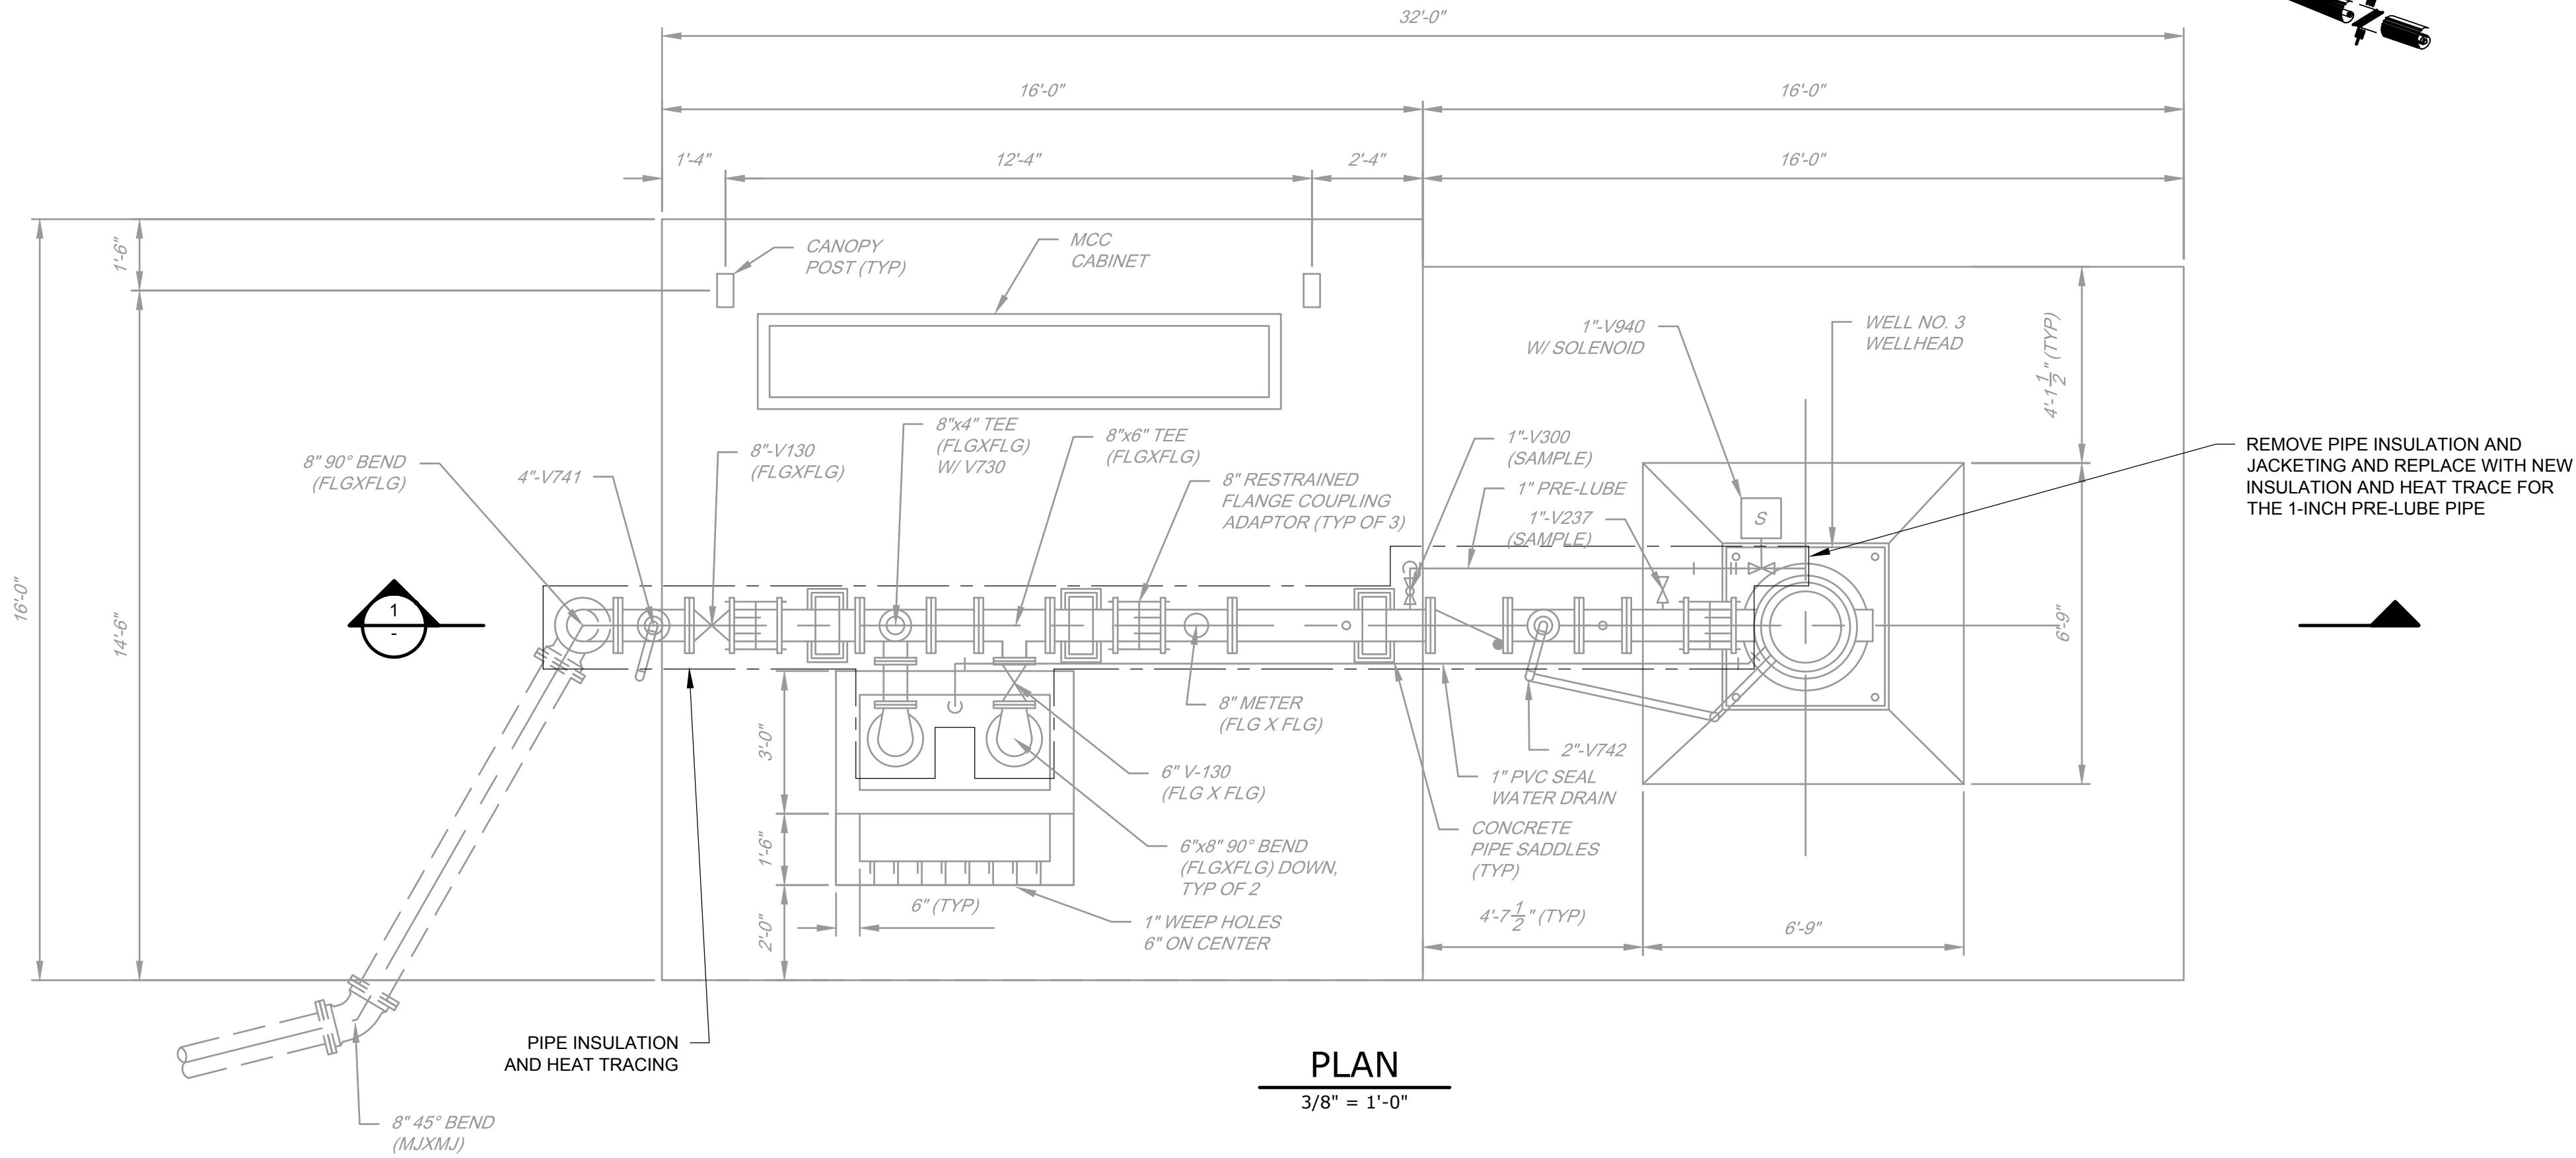 32'-0"
16'-0"
16'-0"
1'-4"
12'-4"
2'-4"
16'-0"
1'-6"
14'-6"
16'-0"
CANOPY
POST (TYP)
MCC
CABINET
1"-V940
W/ SOLENOID
WELL NO. 3
WELLHEAD
4'-1 1/2" (TYP)
6'-9"
REMOVE PIPE INSULATION AND
JACKETING AND REPLACE WITH NEW
INSULATION AND HEAT TRACE FOR
THE 1-INCH PRE-LUBE PIPE
8" 90° BEND
(FLGXFLG)
4"-V741
8"-V130
(FLGXFLG)
8"x4" TEE
(FLGXFLG)
W/ V730
8"x6" TEE
(FLGXFLG)
8" RESTRAINED
FLANGE COUPLING
ADAPTOR (TYP OF 3)
1"-V300
(SAMPLE)
1" PRE-LUBE
1"-V237
(SAMPLE)
S
1
-
8" METER
(FLG X FLG)
2"-V742
1" PVC SEAL
WATER DRAIN
6" V-130
(FLG X FLG)
CONCRETE
PIPE SADDLES
(TYP)
6"x8" 90° BEND
(FLGXFLG) DOWN,
TYP OF 2
1" WEEP HOLES
6" ON CENTER
3'-0"
1'-6"
2'-0"
6" (TYP)
4'-7 1/2" (TYP)
6'-9"
PIPE INSULATION
AND HEAT TRACING
8" 45° BEND
(MJXMJ)
PLAN
3/8" = 1'-0"